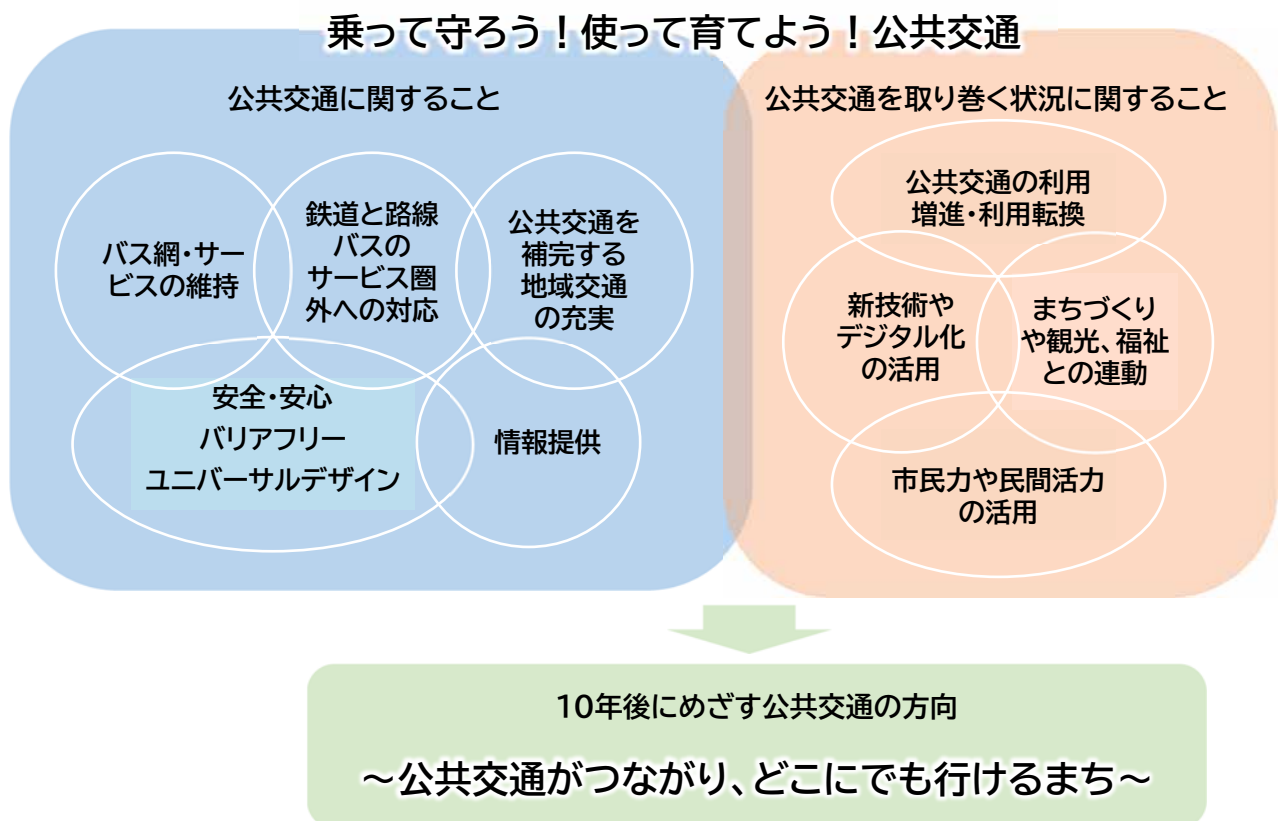 乗って守ろう！使って育てよう！公共交通
公共交通に関すること
バス網・サー
ビスの維持
鉄道と路線
バスの
サービス圏
外への対応
公共交通を
補完する
地域交通
の充実
安全・安心
バリアフリー
ユニバーサルデザイン
情報提供
公共交通を取り巻く状況に関すること
公共交通の利用
増進・利用転換
新技術や
デジタル化
の活用
まちづくり
や観光、福祉
との連動
市民力や民間活力
の活用
10年後にめざす公共交通の方向
～公共交通がつながり、どこにでも行けるまち～